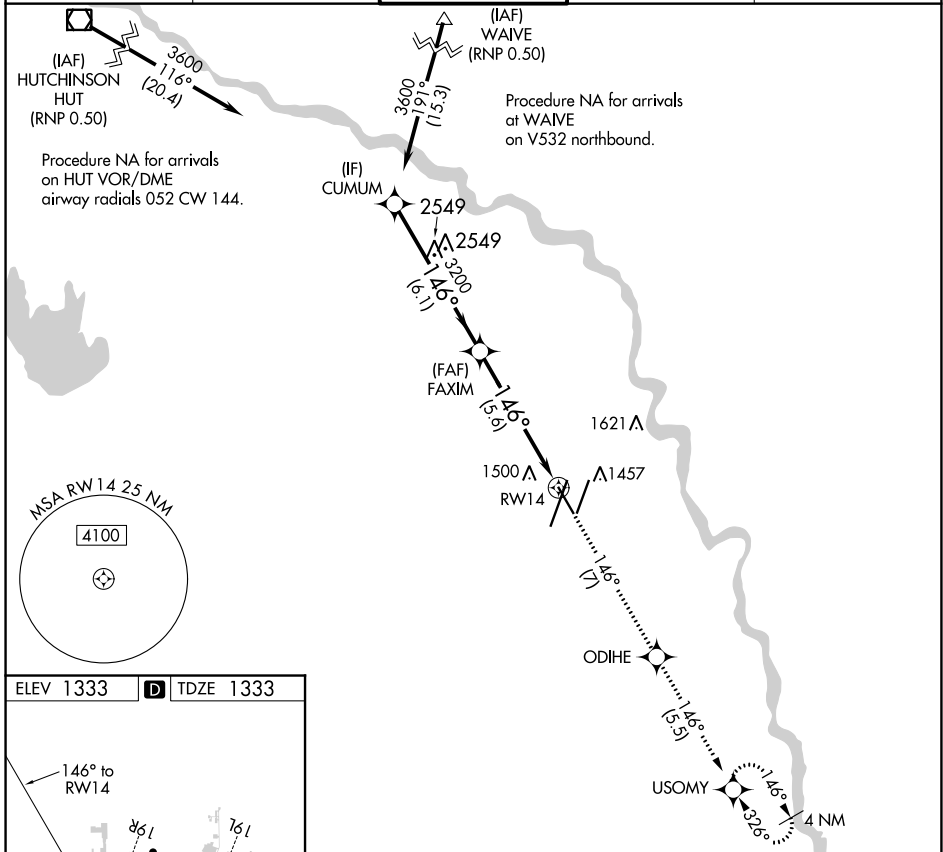 (IAF)
HUTCHINSON
HUT
(RNP 0.50)
3600
116°
(20.4)
(IAF)
WAIVE
(RNP 0.50)
3600
191°
(15.3)
Procedure NA for arrivals
at WAIVE
on V532 northbound.
Procedure NA for arrivals
on HUT VOR/DME
airway radials 052 CW 144.
(IF)
CUMUM
2549
2549
3200
146°
(6.1)
(FAF)
FAXIM
146°
(5.6)
1621
1500
1457
RW14
MSA RW14 25 NM
4100
146°
(7)
ODIHE
146°
(5.5)
USOMY
146°
326°
4 NM
ELEV 1333
D
TDZE 1333
146° to
RW14
19R
19L